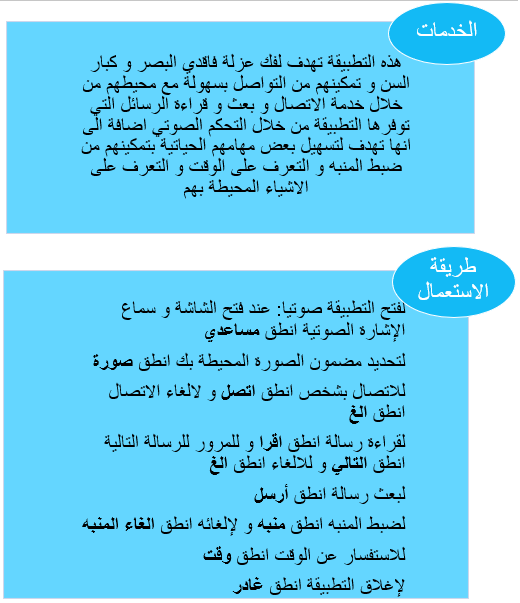 الخدمات
هذه التطبيقة تهدف لفك عزلة فاقدي البصر و كبار
السن و تمكينهم من التواصل بسهولة مع محيطهم من
خلال خدمة الاتصال و بعث و قراءة الرسائل التي
توفرها التطبيقة من خلال التحكم الصوتي اضافة الى
انها تهدف لتسهيل بعض مهامهم الحياتية بتمكينهم من
ضبط المنبه و التعرف على الوقت و التعرف على
الاشياء المحيطة بهم
طريقة
الاستعمال
لفتح التطبيقة صوتيا: عند فتح الشاشة و سماع
الإشارة الصوتية انطق مساعدي
لتحديد مضمون الصورة المحيطة بك انطق صورة
للاتصال بشخص انطق اتصل و لالغاء الاتصال
انطق الغ
لقراءة رسالة انطق اقرا و للمرور للرسالة التالية
انطق التالي و للالغاء انطق الغ
لبعث رسالة انطق أرسل
لضبط المنبه انطق منبه و لإلغائه انطق الغاء المنبه
للاستفسار عن الوقت انطق وقت
لإغلاق التطبيقة انطق غادر